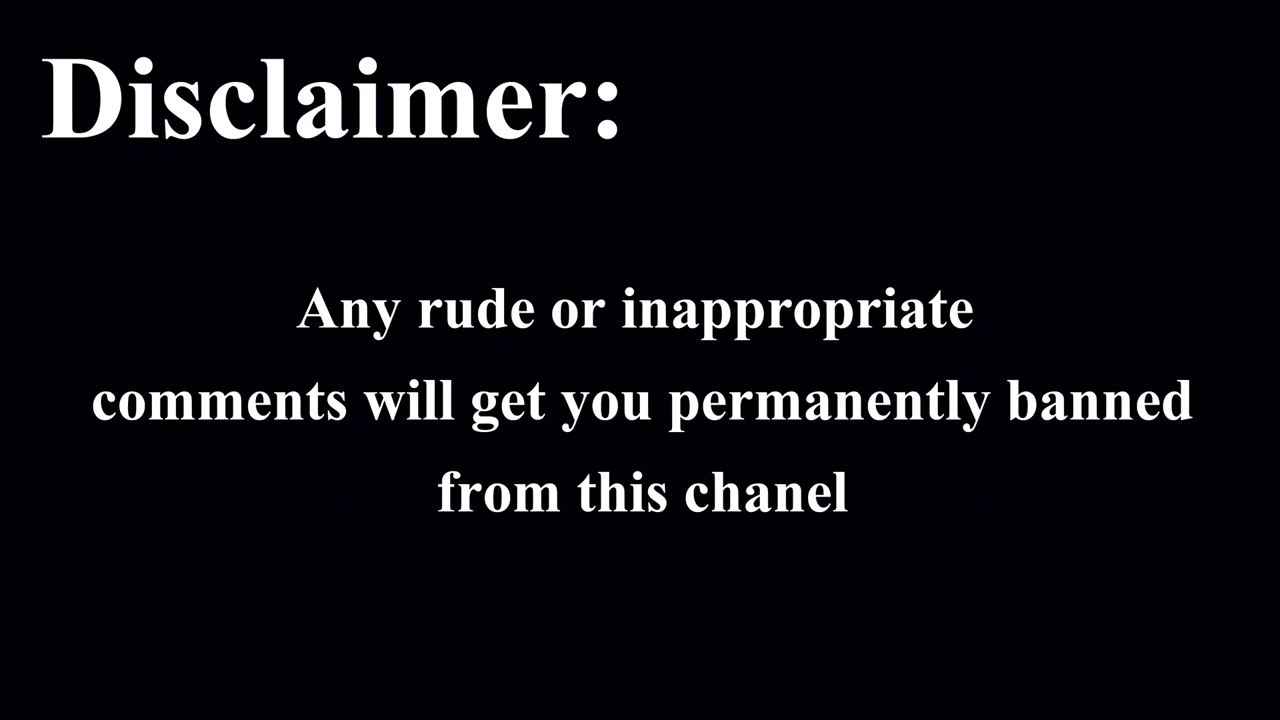 Disclaimer:
Any rude or inappropriate
comments will get you permanently banned
from this chanel